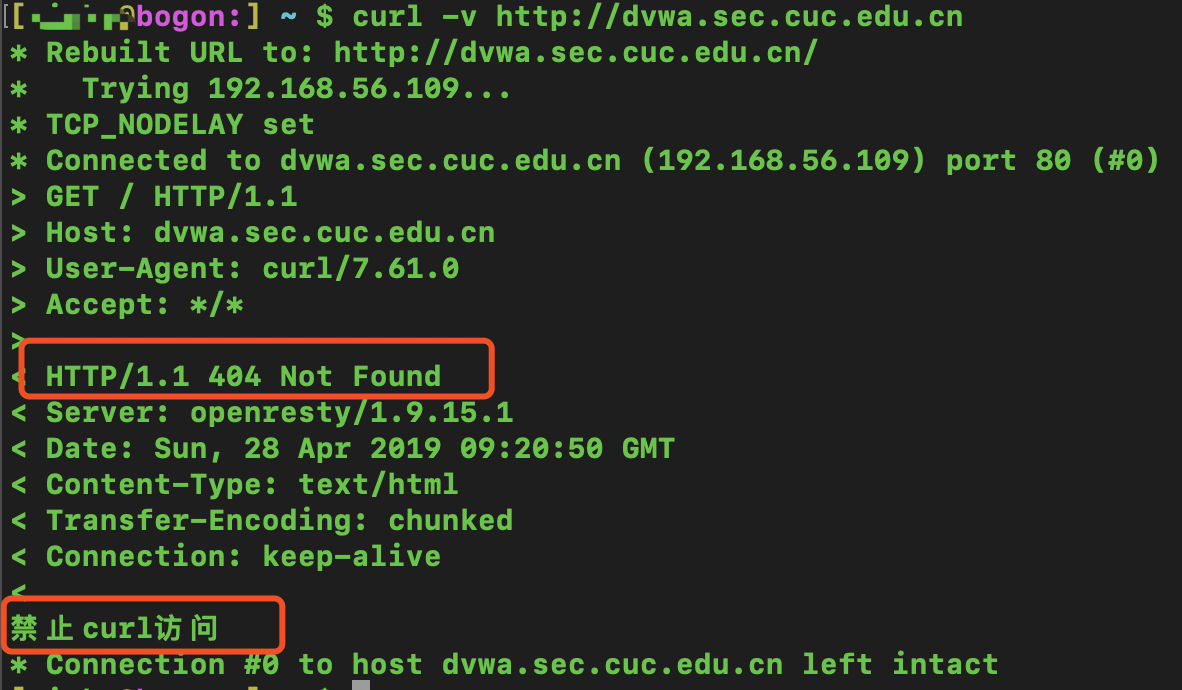 bogon:] ~ $ curl -v http://dvwa.sec.cuc.edu.cn
* Rebuilt URL to: http://dvwa.sec.cuc.edu.cn/
*   Trying 192.168.56.109...
* TCP_NODELAY set
* Connected to dvwa.sec.cuc.edu.cn (192.168.56.109) port 80 (#0)
> GET / HTTP/1.1
> Host: dvwa.sec.cuc.edu.cn
> User-Agent: curl/7.61.0
> Accept: */*
>
< HTTP/1.1 404 Not Found
< Server: openresty/1.9.15.1
< Date: Sun, 28 Apr 2019 09:20:50 GMT
< Content-Type: text/html
< Transfer-Encoding: chunked
< Connection: keep-alive
<
禁止curl访问
* Connection #0 to host dvwa.sec.cuc.edu.cn left intact